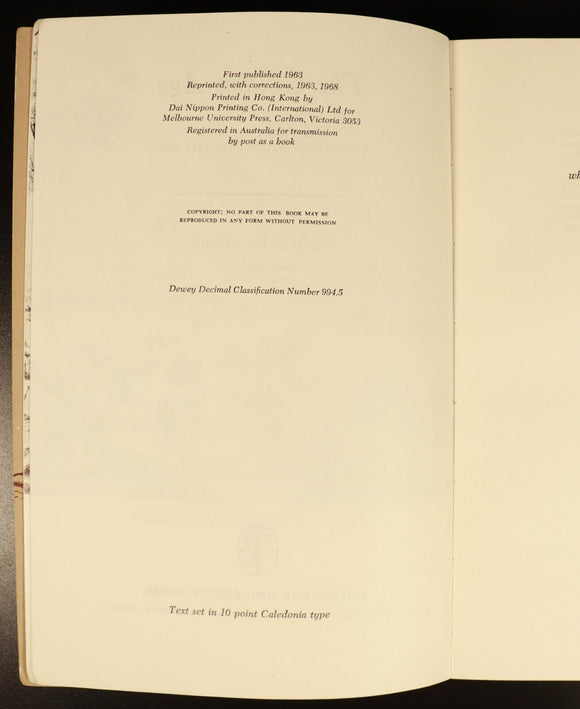 First published 1963
Reprinted, with corrections, 1963, 1968
Printed in Hong Kong by
Dai Nippon Printing Co. (International) Ltd for
Melbourne University Press, Carlton, Victoria 3053
Registered in Australia for transmission
by post as a book
COPYRIGHT; NO PART OF THIS BOOK MAY BE
REPRODUCED IN ANY FORM WITHOUT PERMISSION
Dewey Decimal Classification Number 994.5
Text set in 10 point Caledonia type